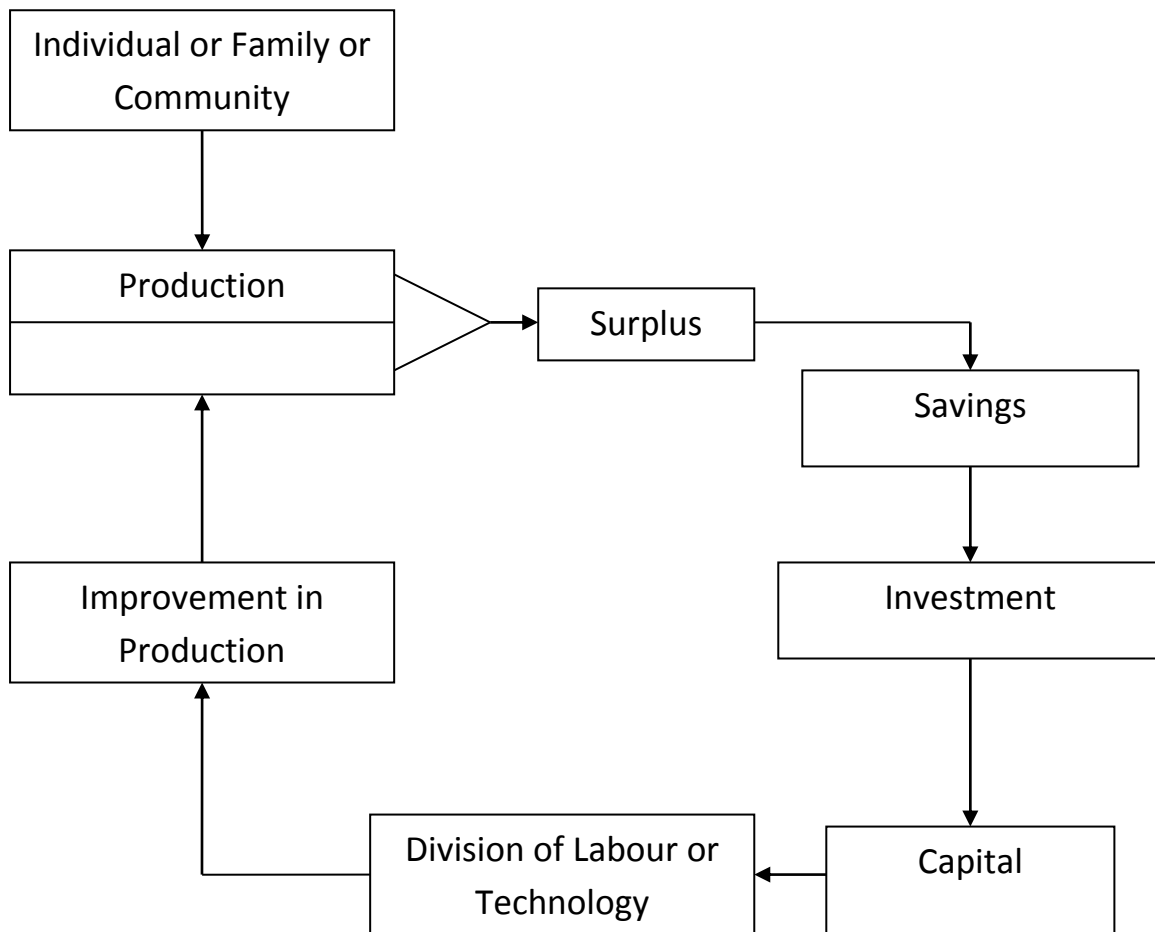 Individual or Family or
Community
Production
Surplus
Savings
Improvement in
Production
Investment
Division of Labour or
Technology
Capital